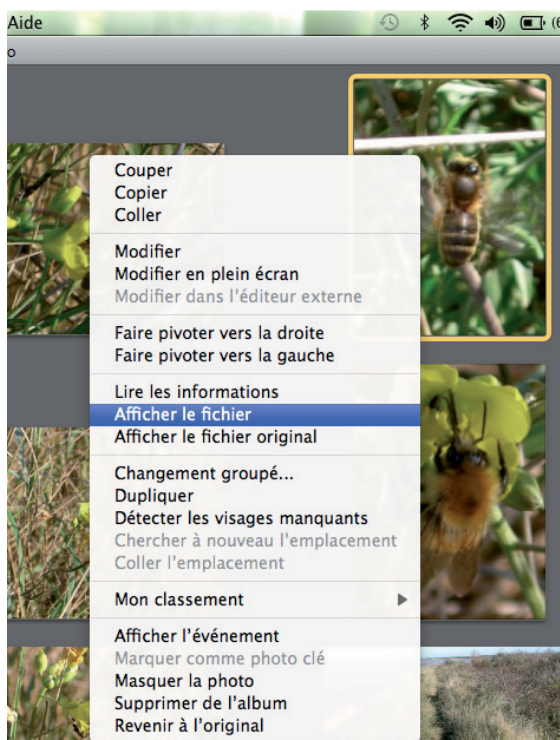 Aide
o
Couper
Copier
Coller
Modifier
Modifier en plein écran
Modifier dans l'éditeur externe
Faire pivoter vers la droite
Faire pivoter vers la gauche
Lire les informations
Afficher le fichier
Afficher le fichier original
Changement groupé...
Dupliquer
Détecter les visages manquants
Chercher à nouveau l'emplacement
Coller l'emplacement
Mon classement
Afficher l'événement
Marquer comme photo clé
Masquer la photo
Supprimer de l'album
Revenir à l'original